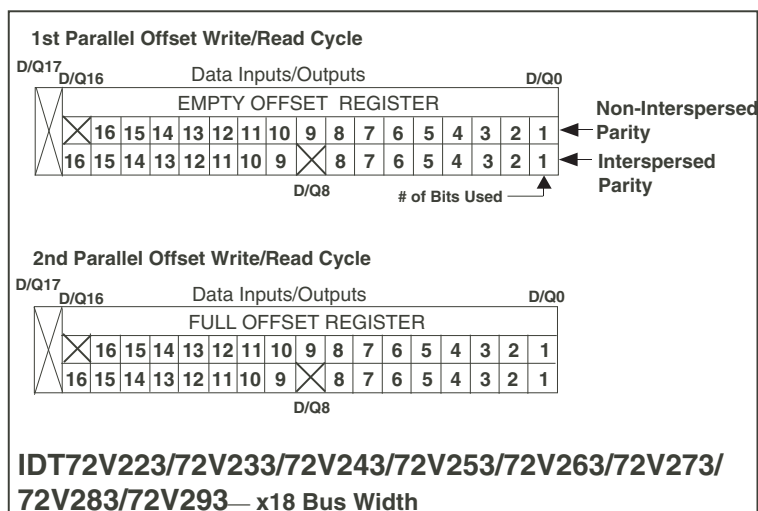 1st Parallel Offset Write/Read Cycle
D/Q17
D/Q16 Data Inputs/Outputs D/Q0
EMPTY OFFSET REGISTER
16 15 14 13 12 11 10 9 8 7 6 5 4 3 2 1 Non-Interspersed Parity
16 15 14 13 12 11 10 9 8 7 6 5 4 3 2 1 Interspersed Parity
D/Q8 # of Bits Used
2nd Parallel Offset Write/Read Cycle
D/Q17
D/Q16 Data Inputs/Outputs D/Q0
FULL OFFSET REGISTER
16 15 14 13 12 11 10 9 8 7 6 5 4 3 2 1
16 15 14 13 12 11 10 9 8 7 6 5 4 3 2 1
D/Q8
IDT72V223/72V233/72V243/72V253/72V263/72V273/
72V283/72V293— x18 Bus Width